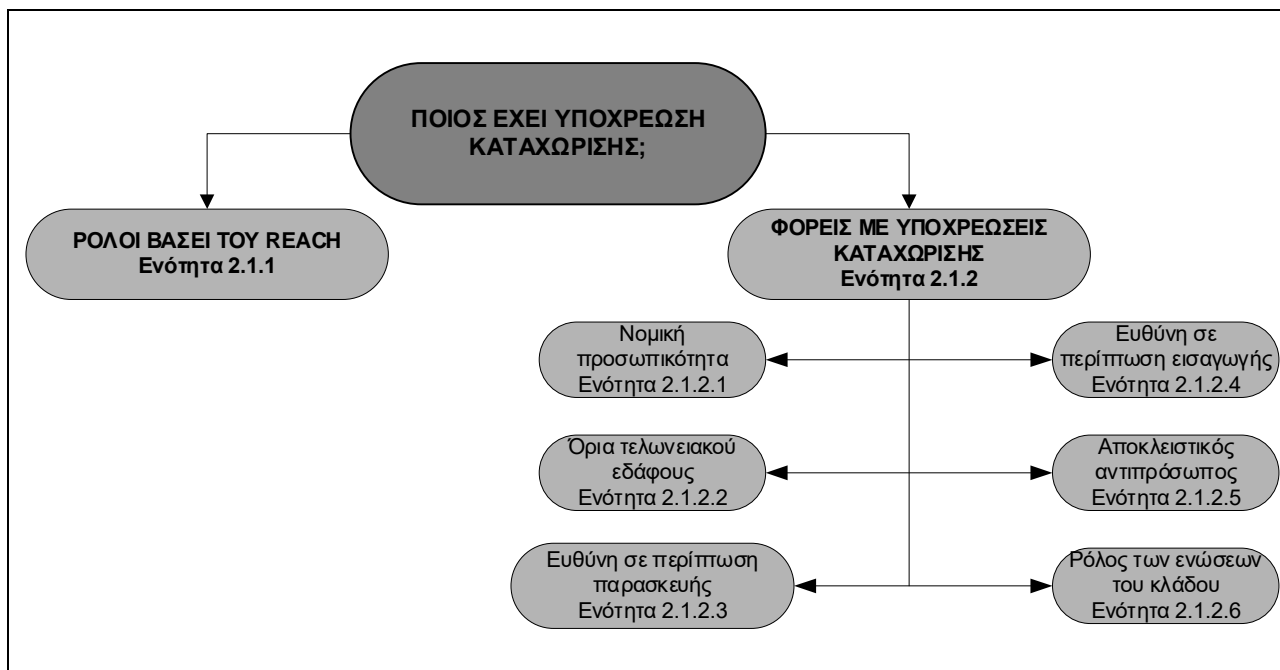 ΠΟΙΟΣ ΕΧΕΙ ΥΠΟΧΡΕΩΣΗ
ΚΑΤΑΧΩΡΙΣΗΣ;
ΡΟΛΟΙ ΒΑΣΕΙ ΤΟΥ REACH
Ενότητα 2.1.1
ΦΟΡΕΙΣ ΜΕ ΥΠΟΧΡΕΩΣΕΙΣ
ΚΑΤΑΧΩΡΙΣΗΣ
Ενότητα 2.1.2
Νομική
προσωπικότητα
Ενότητα 2.1.2.1
Ευθύνη σε
περίπτωση εισαγωγής
Ενότητα 2.1.2.4
Όρια τελωνειακού
εδάφους
Ενότητα 2.1.2.2
Αποκλειστικός
αντιπρόσωπος
Ενότητα 2.1.2.5
Ευθύνη σε περίπτωση
παρασκευής
Ενότητα 2.1.2.3
Ρόλος των ενώσεων
του κλάδου
Ενότητα 2.1.2.6